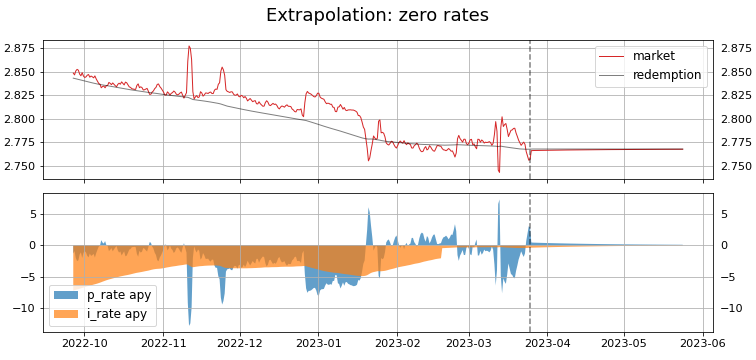 Extrapolation: zero rates
2.875 2.875
2.850 2.850
2.825 2.825
2.800 2.800
2.775 2.775
2.750 2.750
market
redemption
5 5
0 0
−5 −5
−10 −10
p_rate apy
i_rate apy
2022-10 2022-11 2022-12 2023-01 2023-02 2023-03 2023-04 2023-05 2023-06